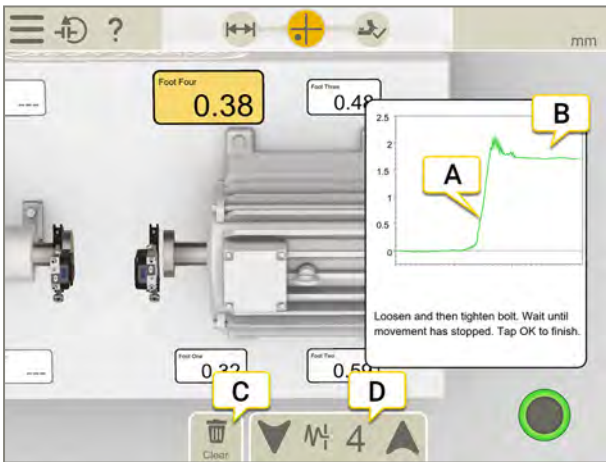 ?
mm
Foot Four
0.38
Foot Three
0.48
---
B
2.5
2
1.5
1
0.5
0
A
Loosen and then tighten bolt. Wait until
movement has stopped. Tap OK to finish.
---
Foot One
0.32
Foot Two
0.59
C
D
Clear
4